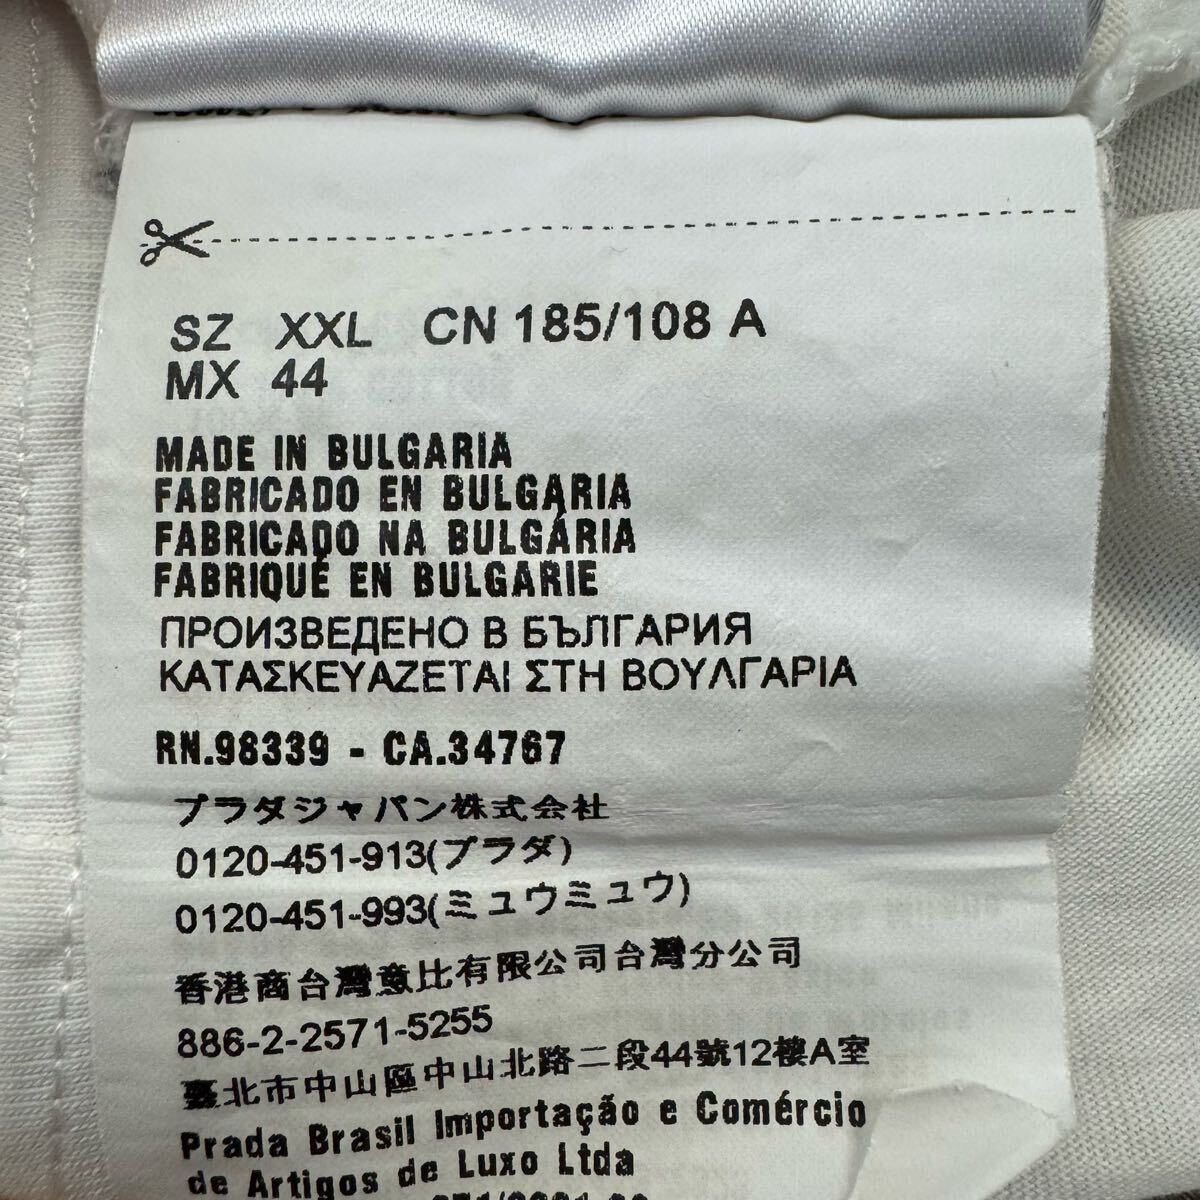 SZ XXL CN 185/108 A
MX 44
MADE IN BULGARIA
FABRICADO EN BULGARIA
FABRICADO NA BULGÁRIA
FABRIQUÉ EN BULGARIE
ПРОИЗВЕДЕНО В БЪЛГАРИЯ
ΚΑΤΑΣΚΕΥΑΖΕΤΑΙ ΣΤΗ ΒΟΥΛΓΑΡΙΑ
RN.98339 - CA.34767
プラダジャパン株式会社
0120-451-913(プラダ)
0120-451-993(ミュウミュウ)
香港商台灣意比有限公司台灣分公司
886-2-2571-5255
臺北市中山區中山北路二段44號12樓A室
Prada Brasil Importação e Comércio
de Artigos de Luxo Ltda